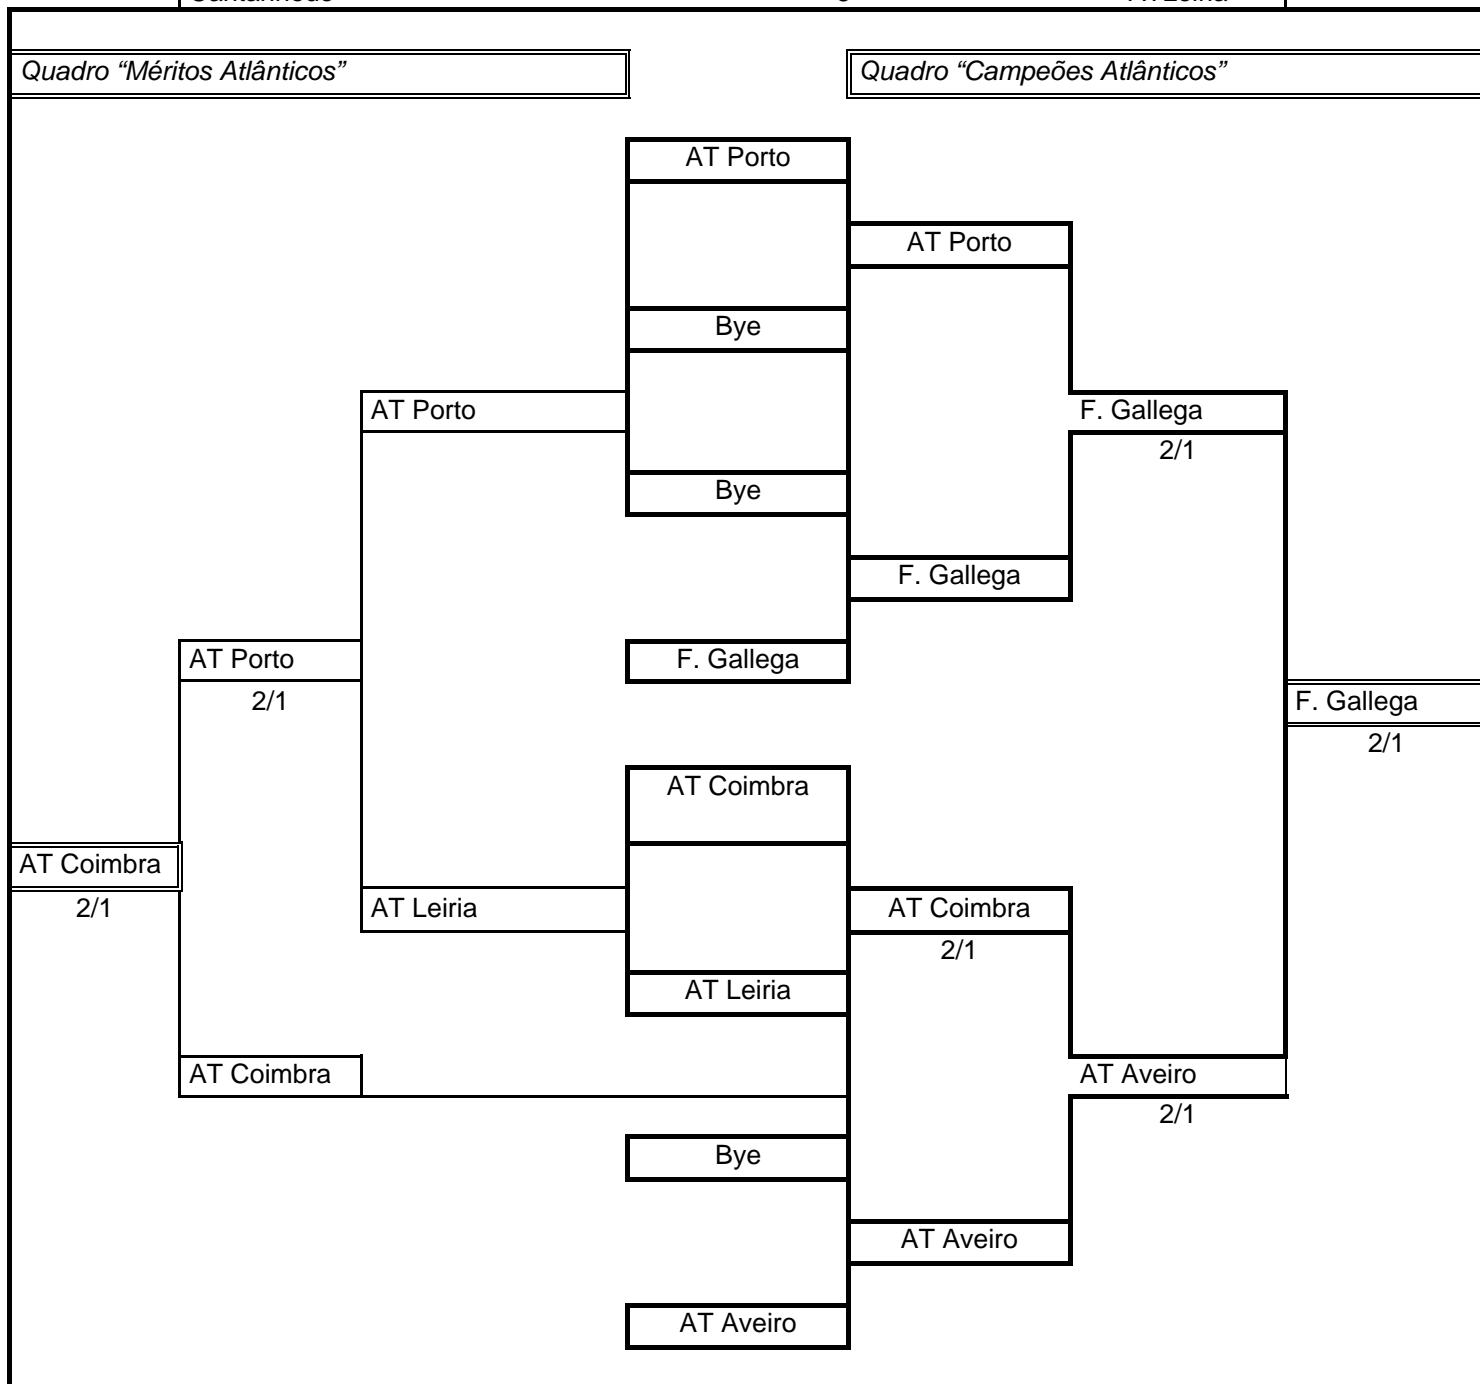 Quadro “Méritos Atlânticos”
Quadro “Campeões Atlânticos”
AT Porto
AT Porto
Bye
AT Porto
F. Gallega
2/1
Bye
F. Gallega
AT Porto
F. Gallega
2/1
F. Gallega
2/1
AT Coimbra
AT Coimbra
2/1
AT Leiria
AT Coimbra
2/1
AT Leiria
AT Coimbra
AT Aveiro
2/1
Bye
AT Aveiro
AT Aveiro